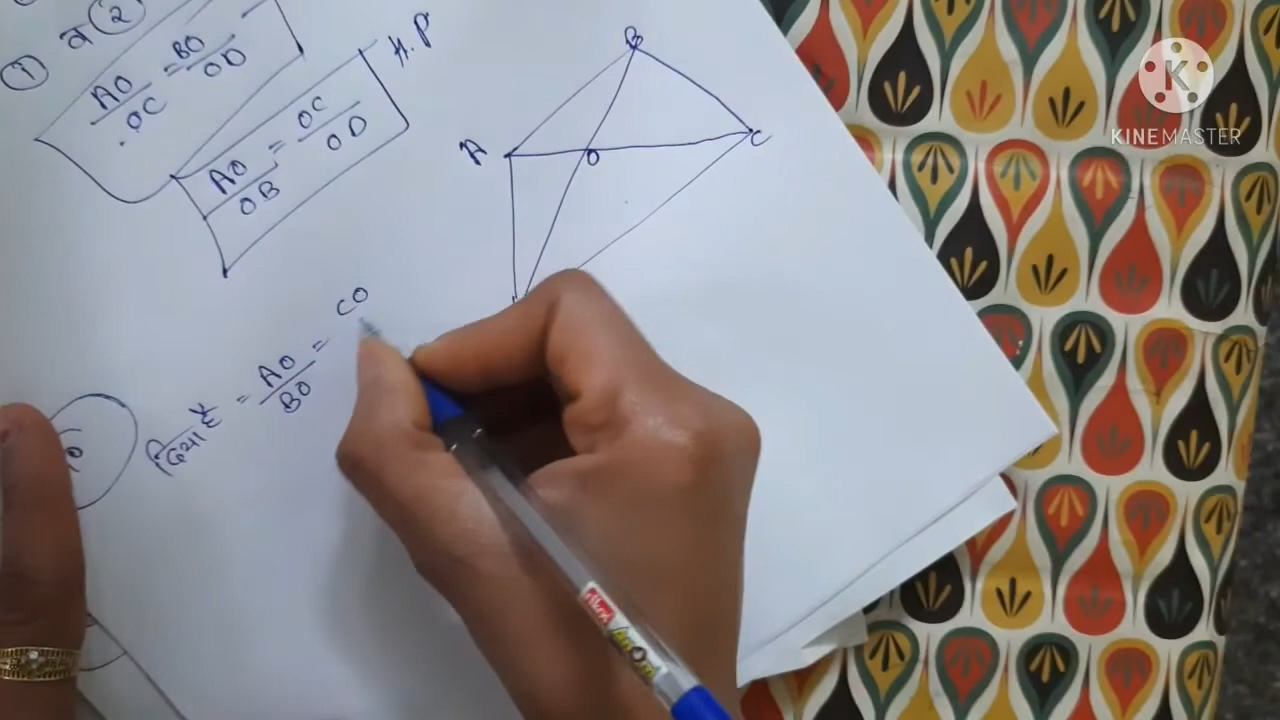 ① व ②
AO/OC = BO/OD
AO/OB = OC/OD
H.P
B
A
O
C
दिया है = AO/BO = CO
KINEMASTER